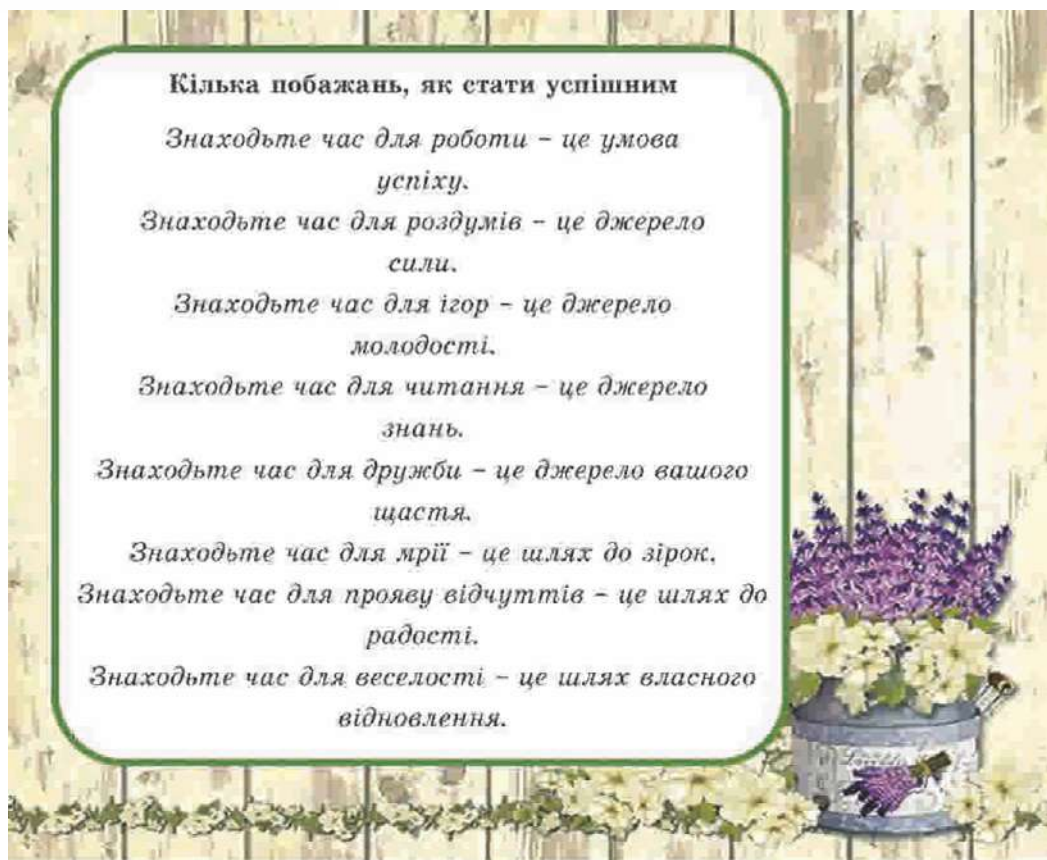 Кілька побажань, як стати успішним
Знаходьте час для роботи – це умова
успіху.
Знаходьте час для роздумів – це джерело
сили.
Знаходьте час для ігор – це джерело
молодості.
Знаходьте час для читання – це джерело
знань.
Знаходьте час для дружби – це джерело вашого
щастя.
Знаходьте час для мрії – це шлях до зірок.
Знаходьте час для прояву відчуттів – це шлях до
радості.
Знаходьте час для веселості – це шлях власного
відновлення.